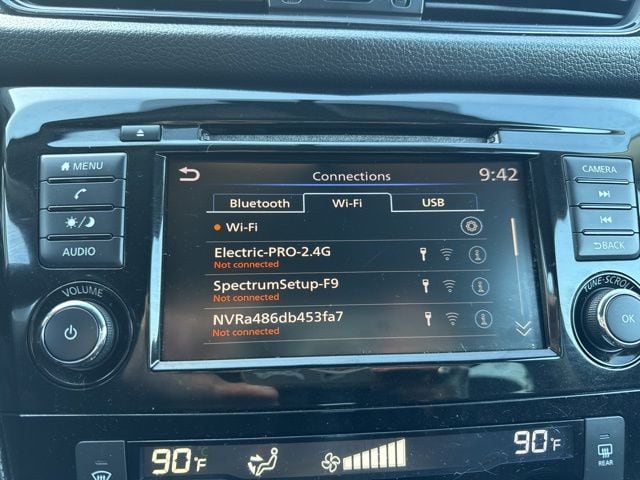 MENU
AUDIO
VOLUME
Connections 9:42
Bluetooth Wi-Fi USB
Wi-Fi
Electric-PRO-2.4G
Not connected
SpectrumSetup-F9
Not connected
NVRa486db453fa7
Not connected
CAMERA
BACK
TUNE·SCROLL
OK
90°F 90°F
REAR